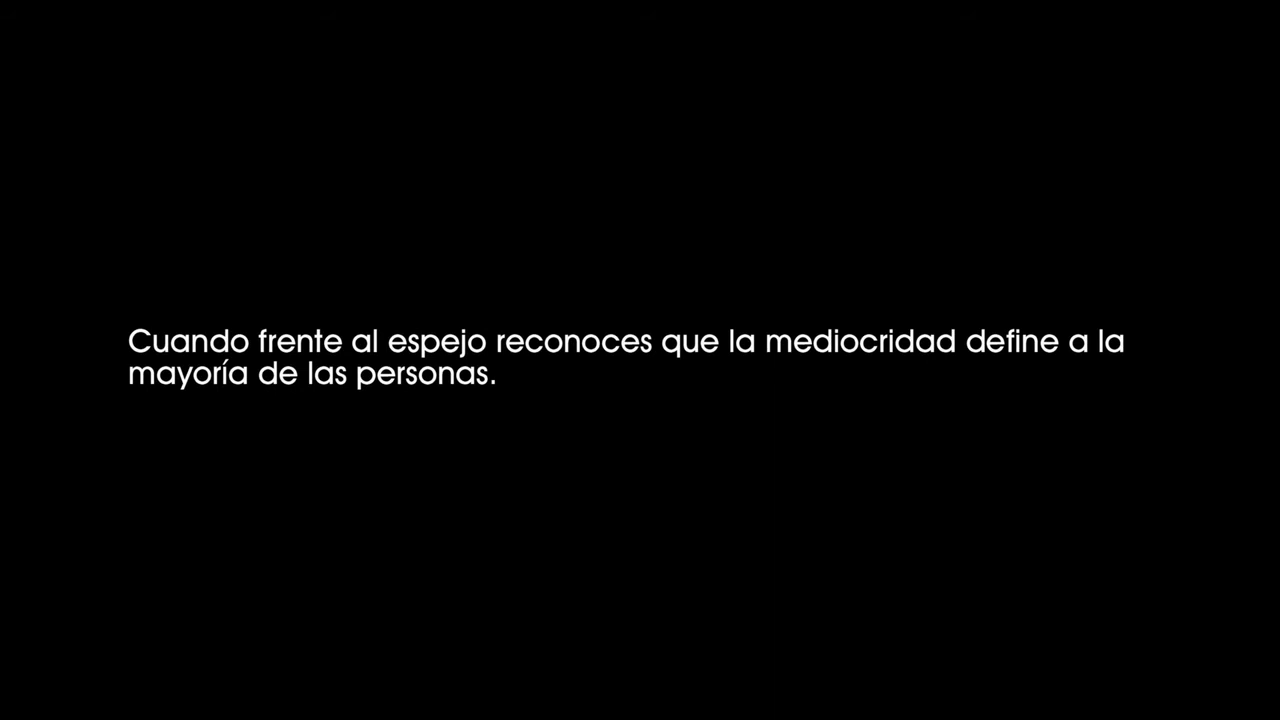 Cuando frente al espejo reconoces que la mediocridad define a la
mayoría de las personas.